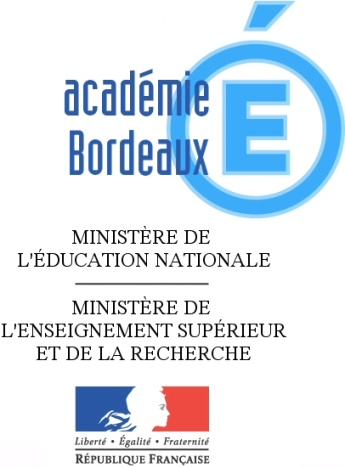 académie
Bordeaux
É
MINISTÈRE DE
L'ÉDUCATION NATIONALE
MINISTÈRE DE
L'ENSEIGNEMENT SUPÉRIEUR
ET DE LA RECHERCHE
Liberté • Égalité • Fraternité
RÉPUBLIQUE FRANÇAISE